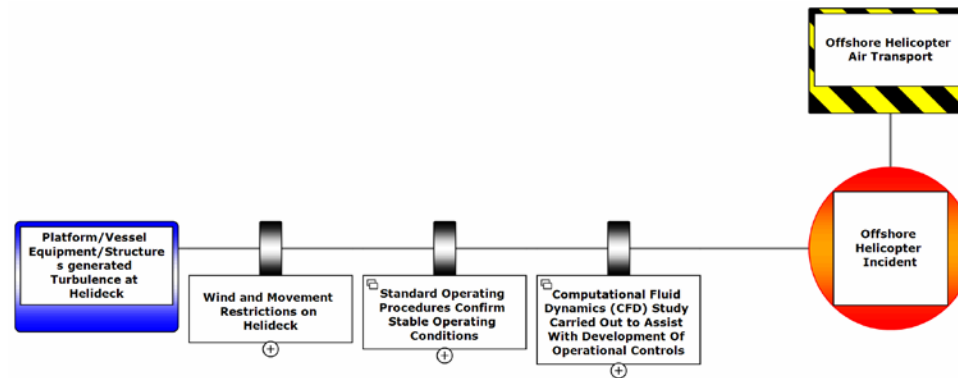 Offshore Helicopter
Air Transport
Platform/Vessel
Equipment/Structure
s generated
Turbulence at
Helideck
Wind and Movement
Restrictions on
Helideck
Standard Operating
Procedures Confirm
Stable Operating
Conditions
Computational Fluid
Dynamics (CFD) Study
Carried Out to Assist
With Development Of
Operational Controls
Offshore
Helicopter
Incident